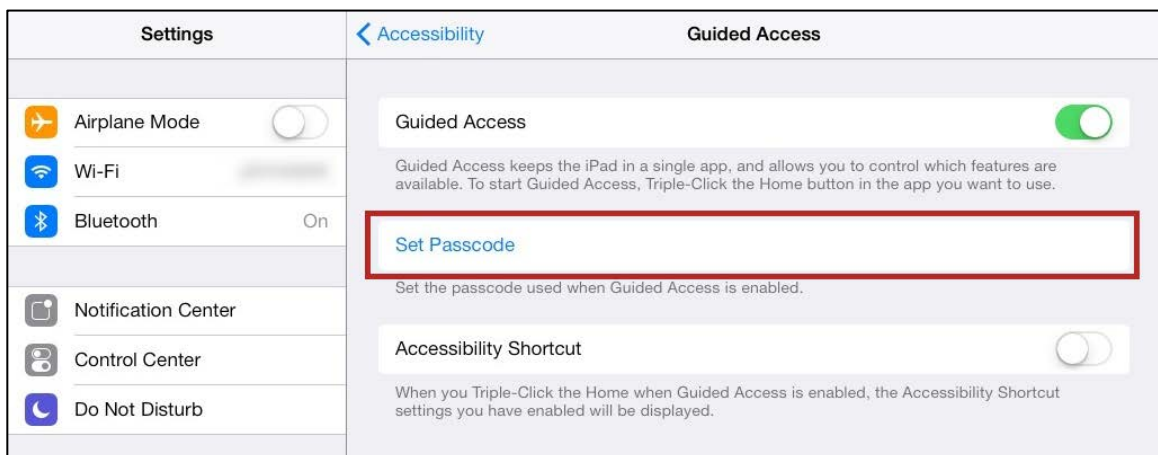 Settings
Airplane Mode
Wi-Fi
Bluetooth On
Notification Center
Control Center
Do Not Disturb
Accessibility
Guided Access
Guided Access
Guided Access keeps the iPad in a single app, and allows you to control which features are
available. To start Guided Access, Triple-Click the Home button in the app you want to use.
Set Passcode
Set the passcode used when Guided Access is enabled.
Accessibility Shortcut
When you Triple-Click the Home when Guided Access is enabled, the Accessibility Shortcut
settings you have enabled will be displayed.